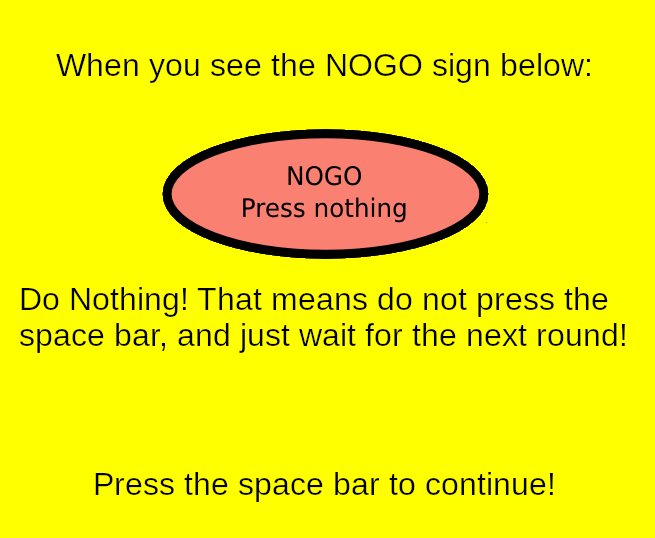 When you see the NOGO sign below:
NOGO
Press nothing
Do Nothing! That means do not press the
space bar, and just wait for the next round!
Press the space bar to continue!